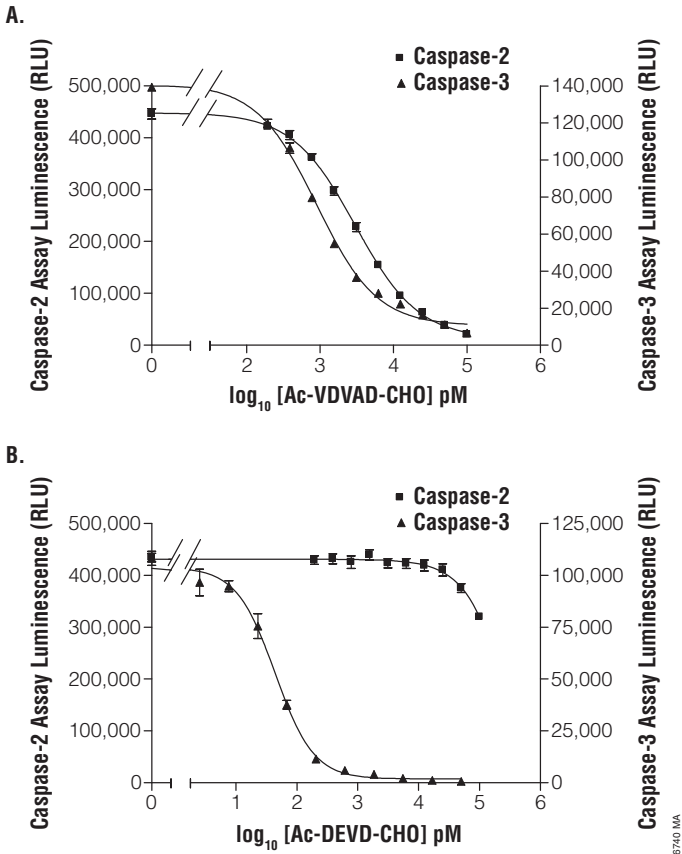 A.
Caspase-2 Assay Luminescence (RLU)
500,000
400,000
300,000
200,000
100,000
0
■ Caspase-2
▲ Caspase-3
140,000
120,000
100,000
80,000
60,000
40,000
20,000
0
Caspase-3 Assay Luminescence (RLU)
0 2 3 4 5 6
log₁₀ [Ac-VDVAD-CHO] pM
B.
Caspase-2 Assay Luminescence (RLU)
500,000
400,000
300,000
200,000
100,000
0
■ Caspase-2
▲ Caspase-3
125,000
100,000
75,000
50,000
25,000
0
Caspase-3 Assay Luminescence (RLU)
0 1 2 3 4 5 6
log₁₀ [Ac-DEVD-CHO] pM
6740 MA